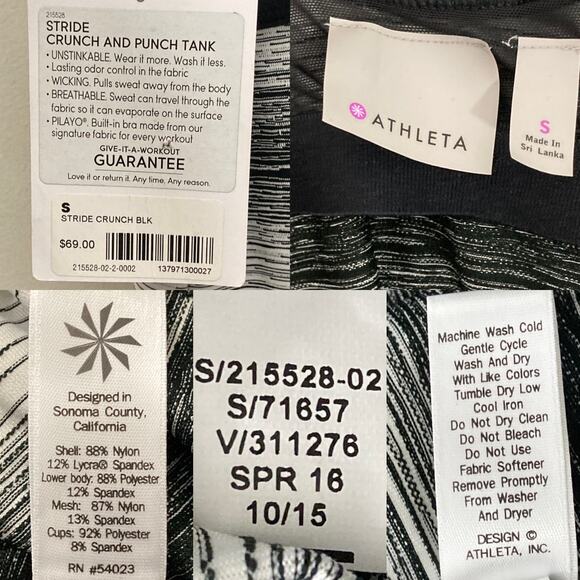 215528
STRIDE
CRUNCH AND PUNCH TANK
• UNSTINKABLE. Wear it more. Wash it less.
Lasting odor control in the fabric
• WICKING. Pulls sweat away from the body
• BREATHABLE. Sweat can travel through the
fabric so it can evaporate on the surface
• PILAYO®. Built-in bra made from our
signature fabric for every workout
GIVE-IT-A-WORKOUT
GUARANTEE
Love it or return it. Any time. Any reason.
S
STRIDE CRUNCH BLK
$69.00
215528-02-2-0002 137971300027
ATHLETA
S
Made In
Sri Lanka
Designed in
Sonoma County,
California
Shell: 88% Nylon
12% Lycra® Spandex
Lower body: 88% Polyester
12% Spandex
Mesh: 87% Nylon
13% Spandex
Cups: 92% Polyester
8% Spandex
RN #54023
S/215528-02
S/71657
V/311276
SPR 16
10/15
Machine Wash Cold
Gentle Cycle
Wash And Dry
With Like Colors
Tumble Dry Low
Cool Iron
Do Not Dry Clean
Do Not Bleach
Do Not Use
Fabric Softener
Remove Promptly
From Washer
And Dryer
DESIGN ©
ATHLETA, INC.